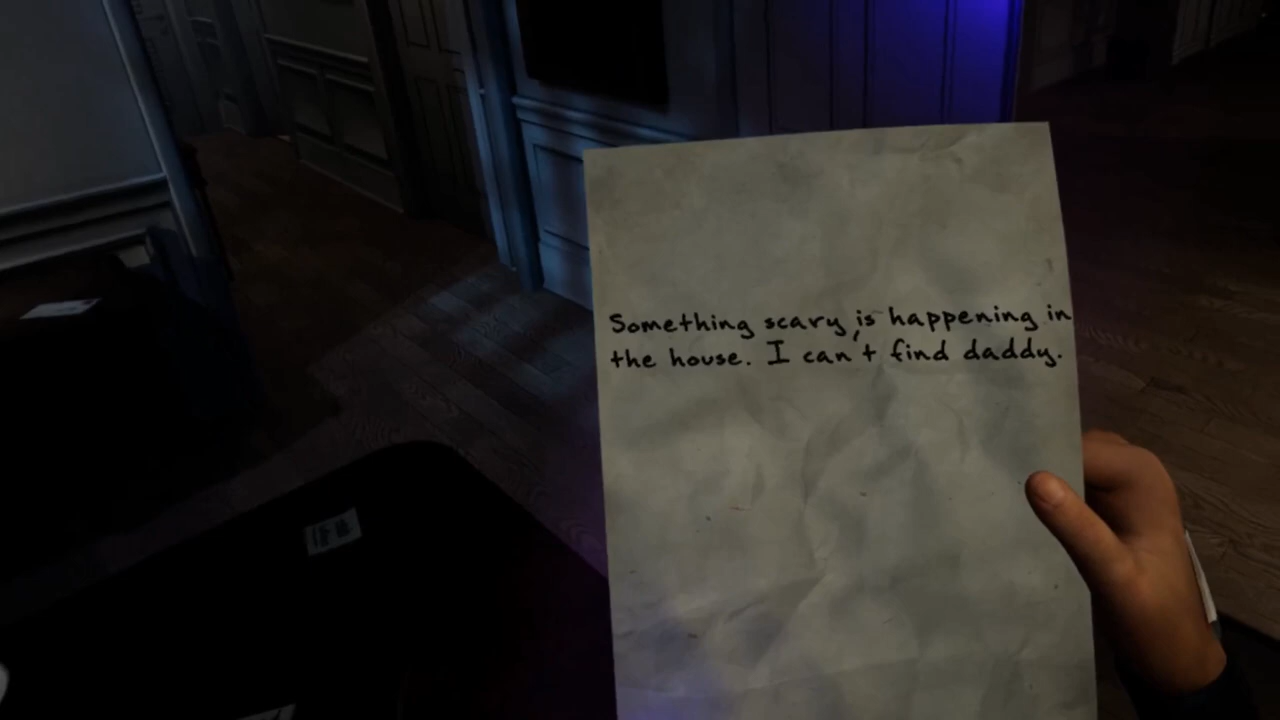 Something scary is happening in
the house. I can't find daddy.